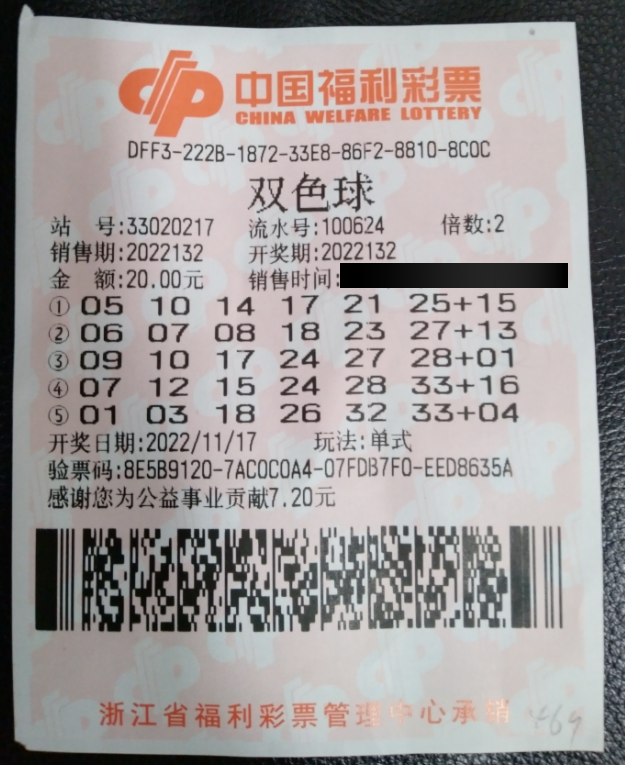 中国福利彩票
CHINA WELFARE LOTTERY
DFF3-222B-1872-33E8-86F2-8810-8C0C
双色球
站 号:33020217 流水号:100624 倍数:2
销售期:2022132 开奖期:2022132
金 额:20.00元 销售时间:
① 05 10 14 17 21 25+15
② 06 07 08 18 23 27+13
③ 09 10 17 24 27 28+01
④ 07 12 15 24 28 33+16
⑤ 01 03 18 26 32 33+04
开奖日期:2022/11/17 玩法:单式
验票码:8E5B9120-7AC0C0A4-07FDB7F0-EED8635A
感谢您为公益事业贡献7.20元
浙江省福利彩票管理中心承销